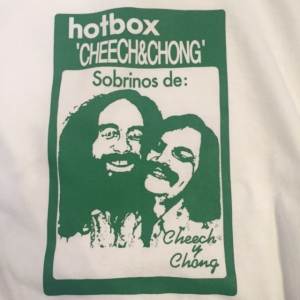 hotbox
'CHEECH&CHONG'
Sobrinos de:
Cheech
y
Chong